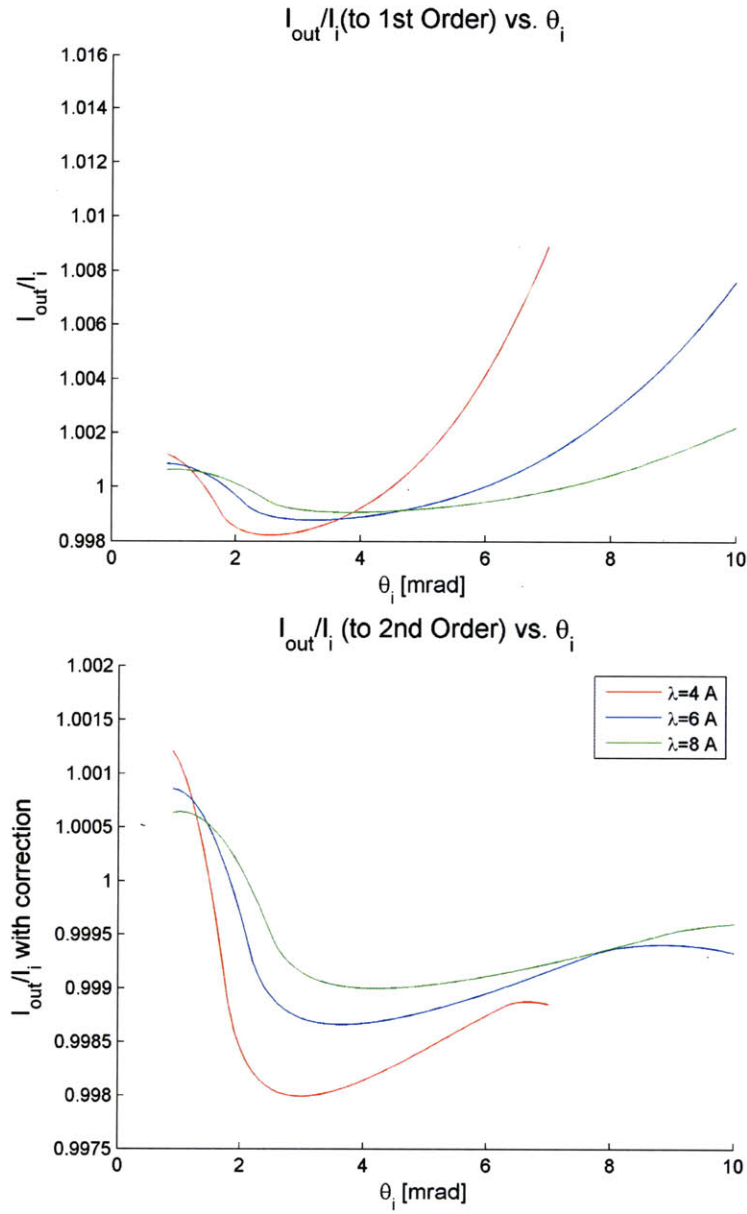 I_out/I_i(to 1st Order) vs. θ_i
1.016
1.014
1.012
1.01
1.008
1.006
1.004
1.002
1
0.998
I_out/I_i
0 2 4 6 8 10
θ_i [mrad]
I_out/I_i (to 2nd Order) vs. θ_i
1.002
1.0015
1.001
1.0005
1
0.9995
0.999
0.9985
0.998
0.9975
I_out/I_i with correction
λ=4 A
λ=6 A
λ=8 A
0 2 4 6 8 10
θ_i [mrad]